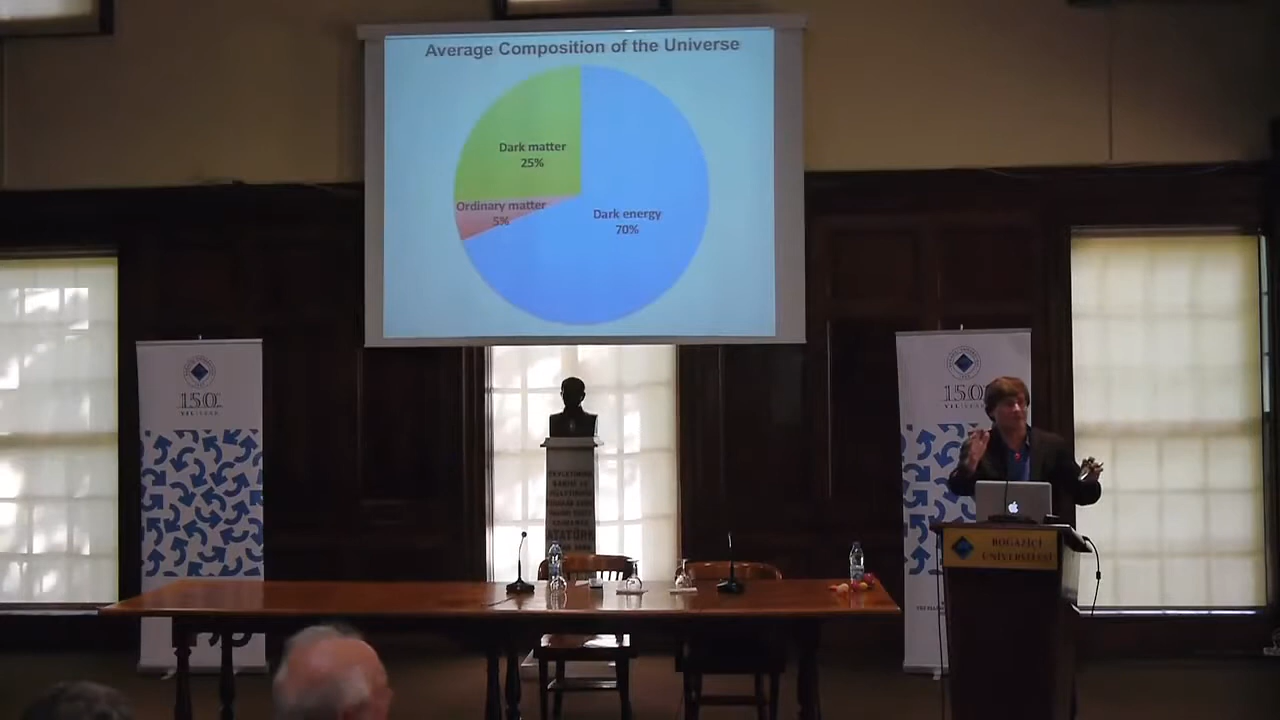 Average Composition of the Universe
Dark matter
25%
Ordinary matter
5%
Dark energy
70%
150
150
ATATÜRK
BOĞAZİÇİ
ÜNİVERSİTESİ